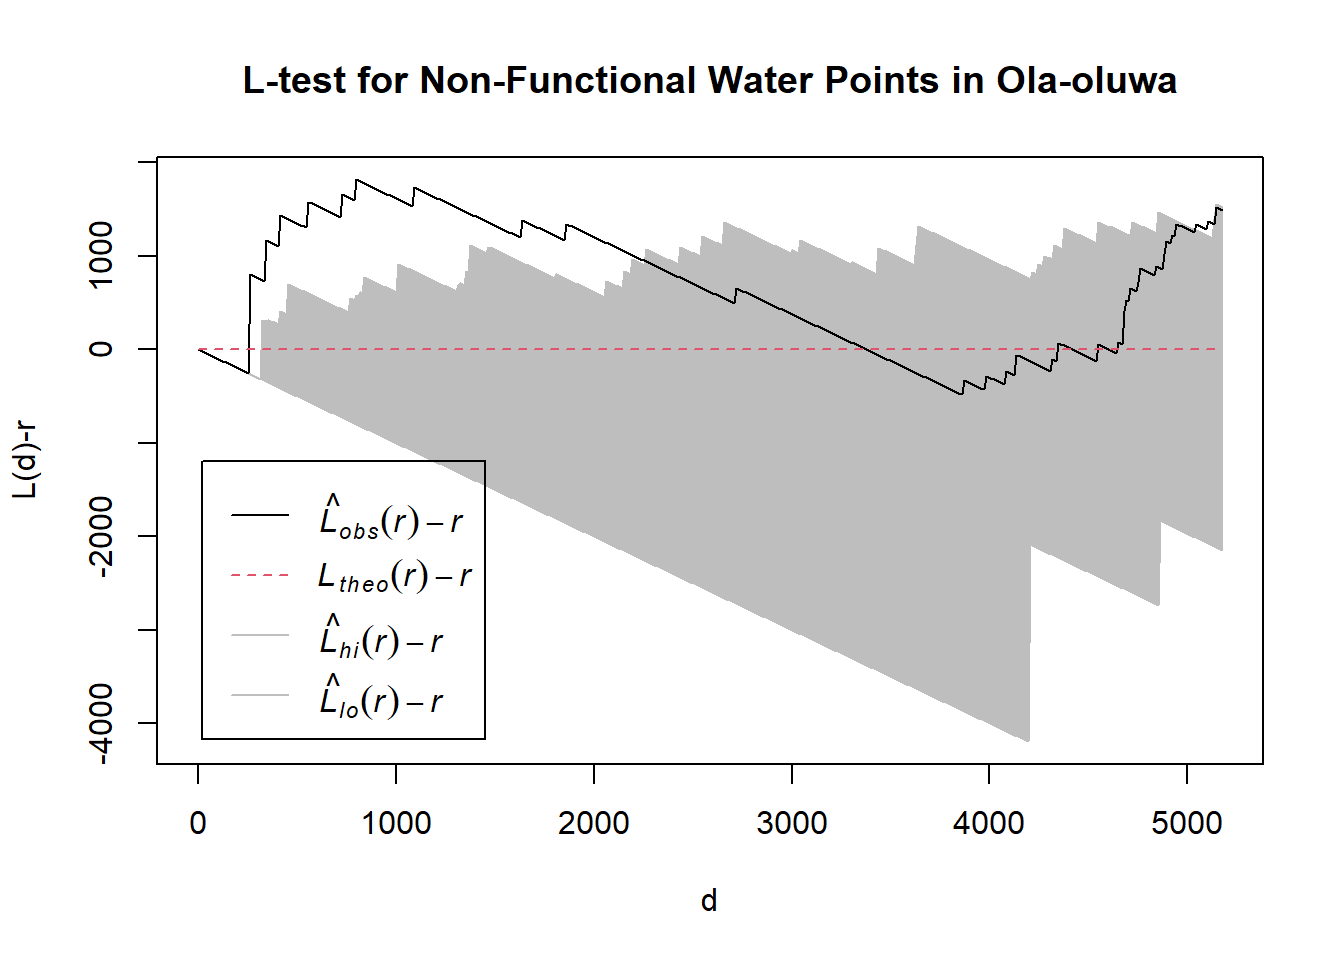 L-test for Non-Functional Water Points in Ola-oluwa
L(d)-r
1000
0
-2000
-4000
L̂obs(r) − r
Ltheo(r) − r
L̂hi(r) − r
L̂lo(r) − r
0 1000 2000 3000 4000 5000
d